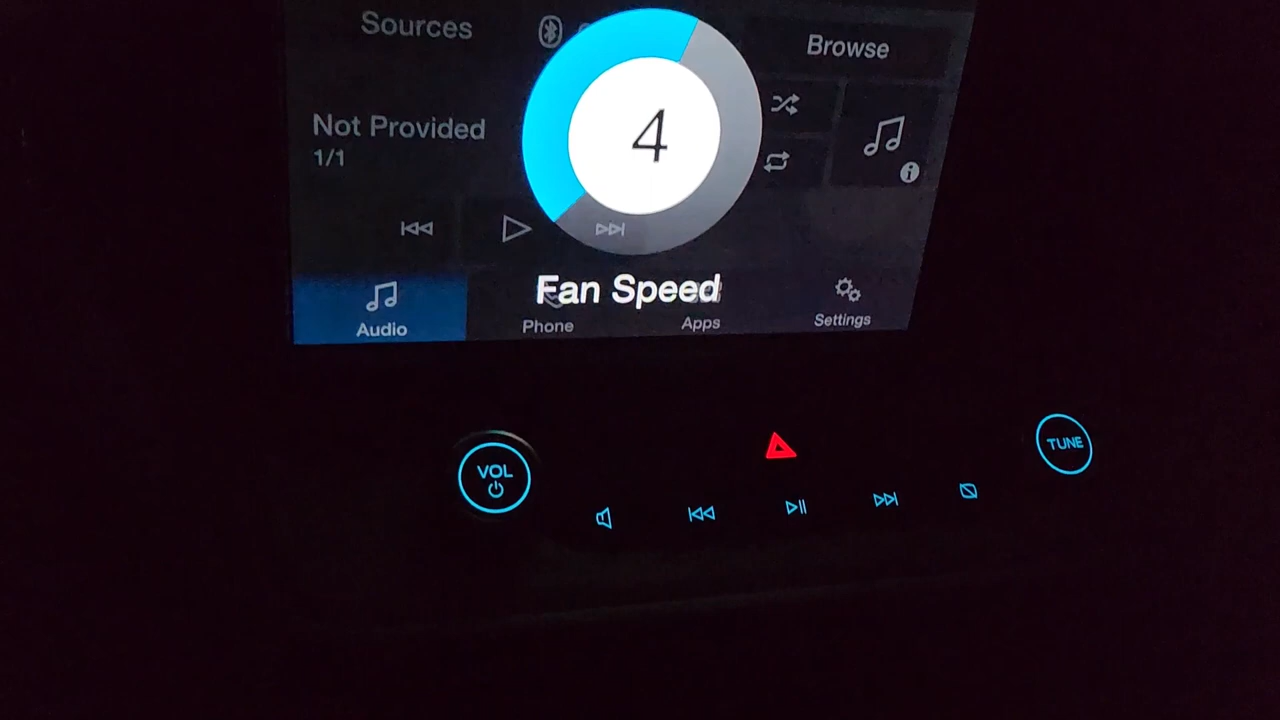 Sources
Browse
4
Not Provided
1/1
Fan Speed
Audio
Phone
Apps
Settings
VOL
TUNE